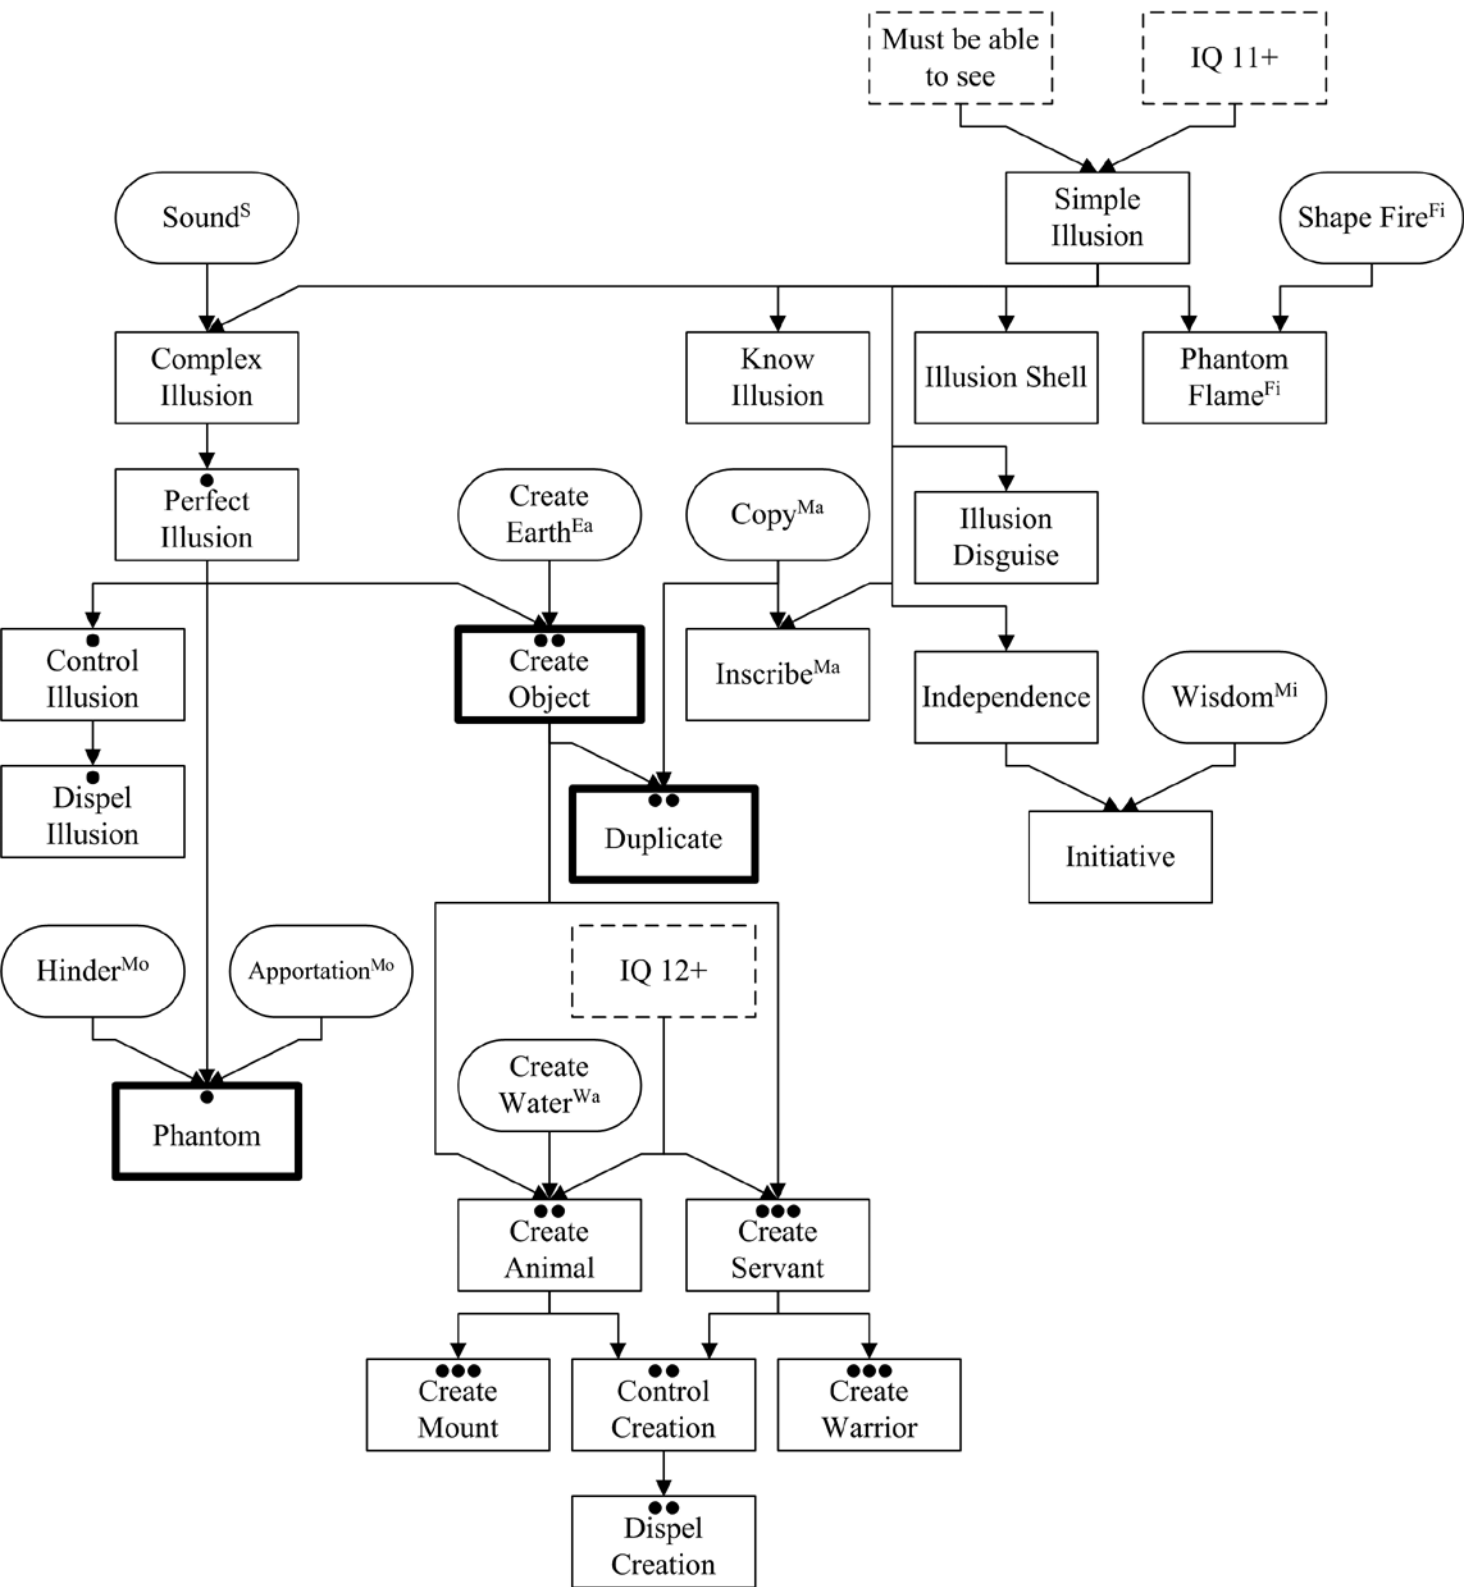 Must be able
to see
IQ 11+
Sound^S
Simple
Illusion
Shape Fire^Fi
Complex
Illusion
Know
Illusion
Illusion Shell
Phantom
Flame^Fi
Perfect
Illusion
Create
Earth^Ea
Copy^Ma
Illusion
Disguise
Control
Illusion
Create
Object
Inscribe^Ma
Independence
Wisdom^Mi
Dispel
Illusion
Duplicate
Initiative
Hinder^Mo
Apportation^Mo
IQ 12+
Create
Water^Wa
Phantom
Create
Animal
Create
Servant
Create
Mount
Control
Creation
Create
Warrior
Dispel
Creation